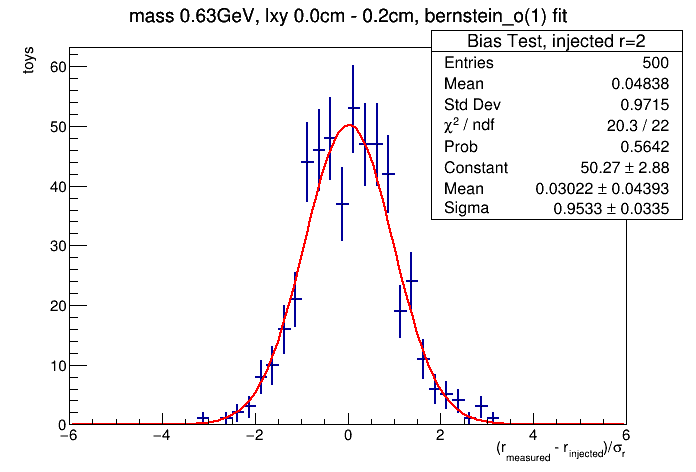 mass 0.63GeV, lxy 0.0cm - 0.2cm, bernstein_o(1) fit
toys
Bias Test, injected r=2
Entries 500
Mean 0.04838
Std Dev 0.9715
χ² / ndf 20.3 / 22
Prob 0.5642
Constant 50.27 ± 2.88
Mean 0.03022 ± 0.04393
Sigma 0.9533 ± 0.0335
60
50
40
30
20
10
0
−6 −4 −2 0 2 4 6
(r_measured - r_injected)/σ_r